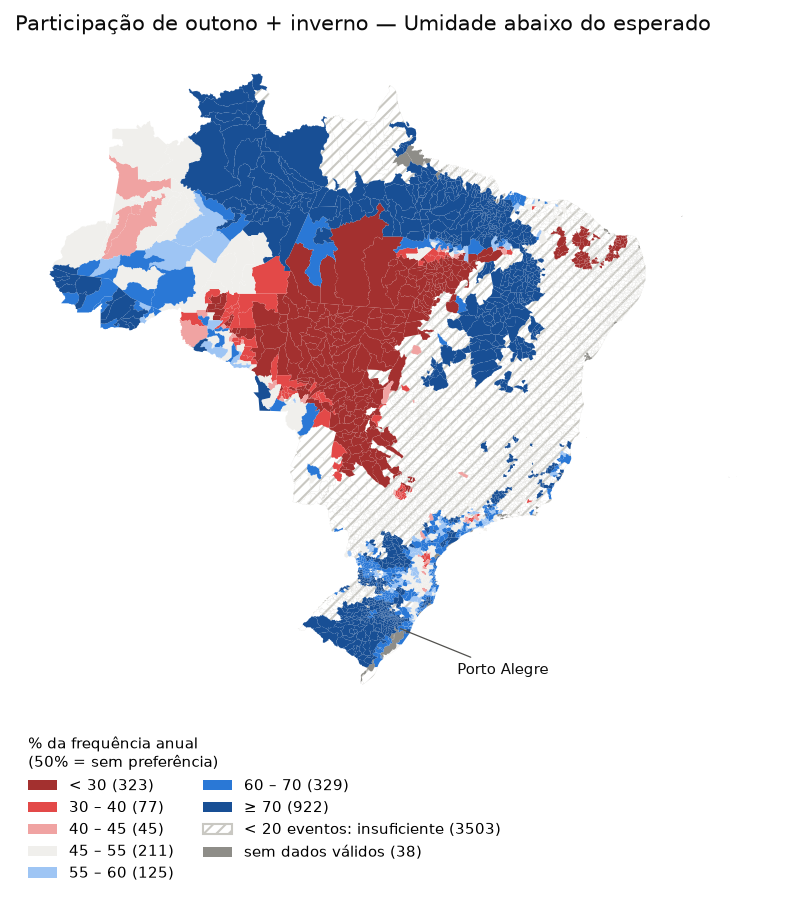 Participação de outono + inverno — Umidade abaixo do esperado
Porto Alegre
% da frequência anual
(50% = sem preferência)
< 30 (323)
30 – 40 (77)
40 – 45 (45)
45 – 55 (211)
55 – 60 (125)
60 – 70 (329)
≥ 70 (922)
< 20 eventos: insuficiente (3503)
sem dados válidos (38)